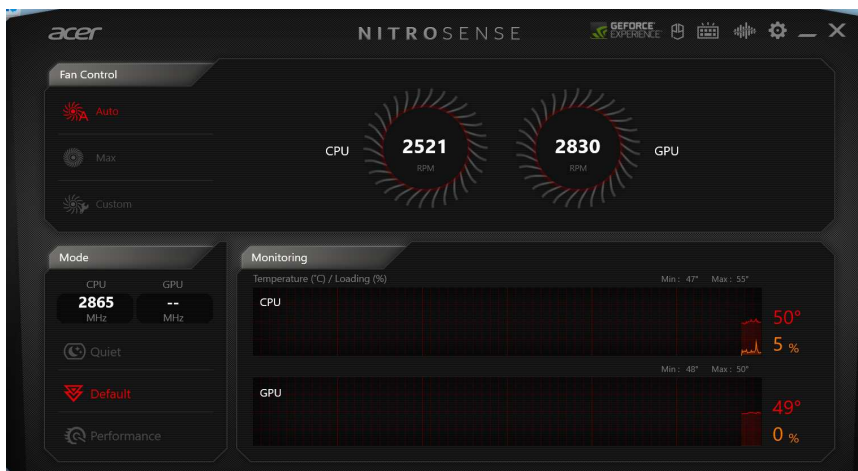 acer
NITROSENSE
GEFORCE
EXPERIENCE
Fan Control
Auto
Max
Custom
CPU
2521
RPM
2830
RPM
GPU
Mode
CPU GPU
2865 --
MHz MHz
Quiet
Default
Performance
Monitoring
Temperature (°C) / Loading (%)
Min : 47° Max : 55°
CPU
50°
5 %
Min : 48° Max : 50°
GPU
49°
0 %